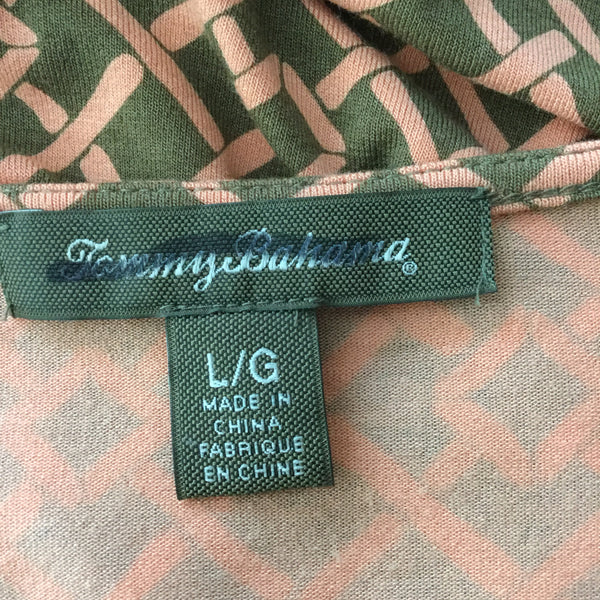 Tommy Bahama®
L/G
MADE IN
CHINA
FABRIQUE
EN CHINE